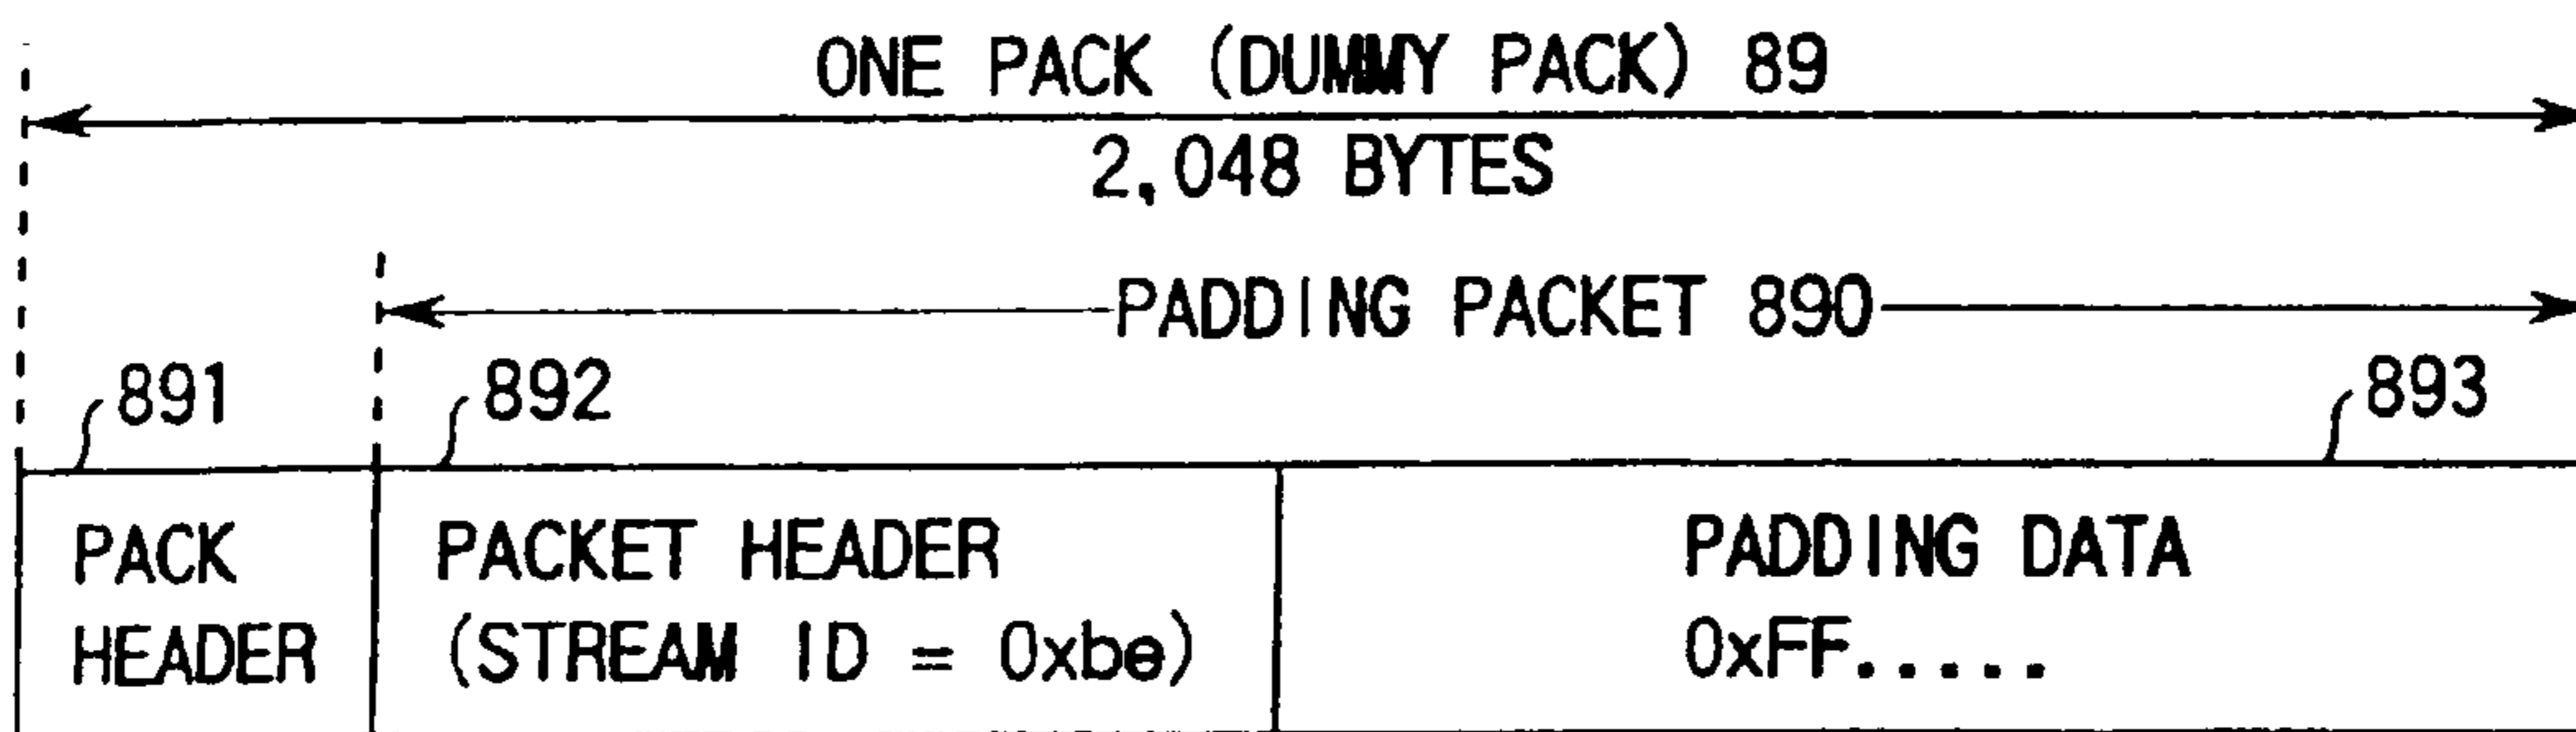 ONE PACK (DUMMY PACK) 89
2,048 BYTES
PADDING PACKET 890
891
892
893
PACK
HEADER
PACKET HEADER
(STREAM ID = 0xbe)
PADDING DATA
0xFF.....